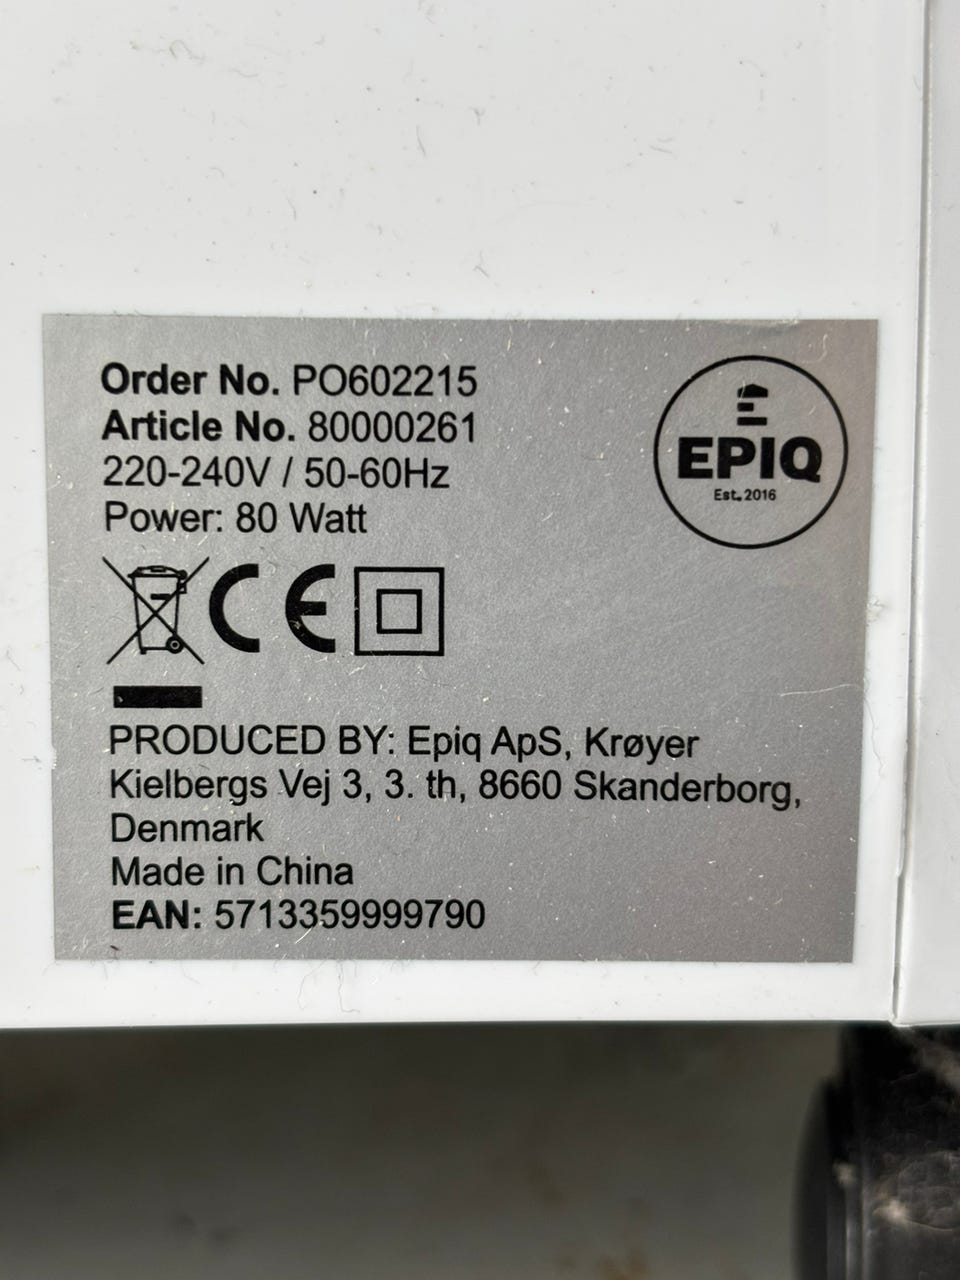 Order No. PO602215
Article No. 80000261
220-240V / 50-60Hz
Power: 80 Watt
EPIQ
Est. 2016
CE
PRODUCED BY: Epiq ApS, Krøyer
Kielbergs Vej 3, 3. th, 8660 Skanderborg,
Denmark
Made in China
EAN: 5713359999790